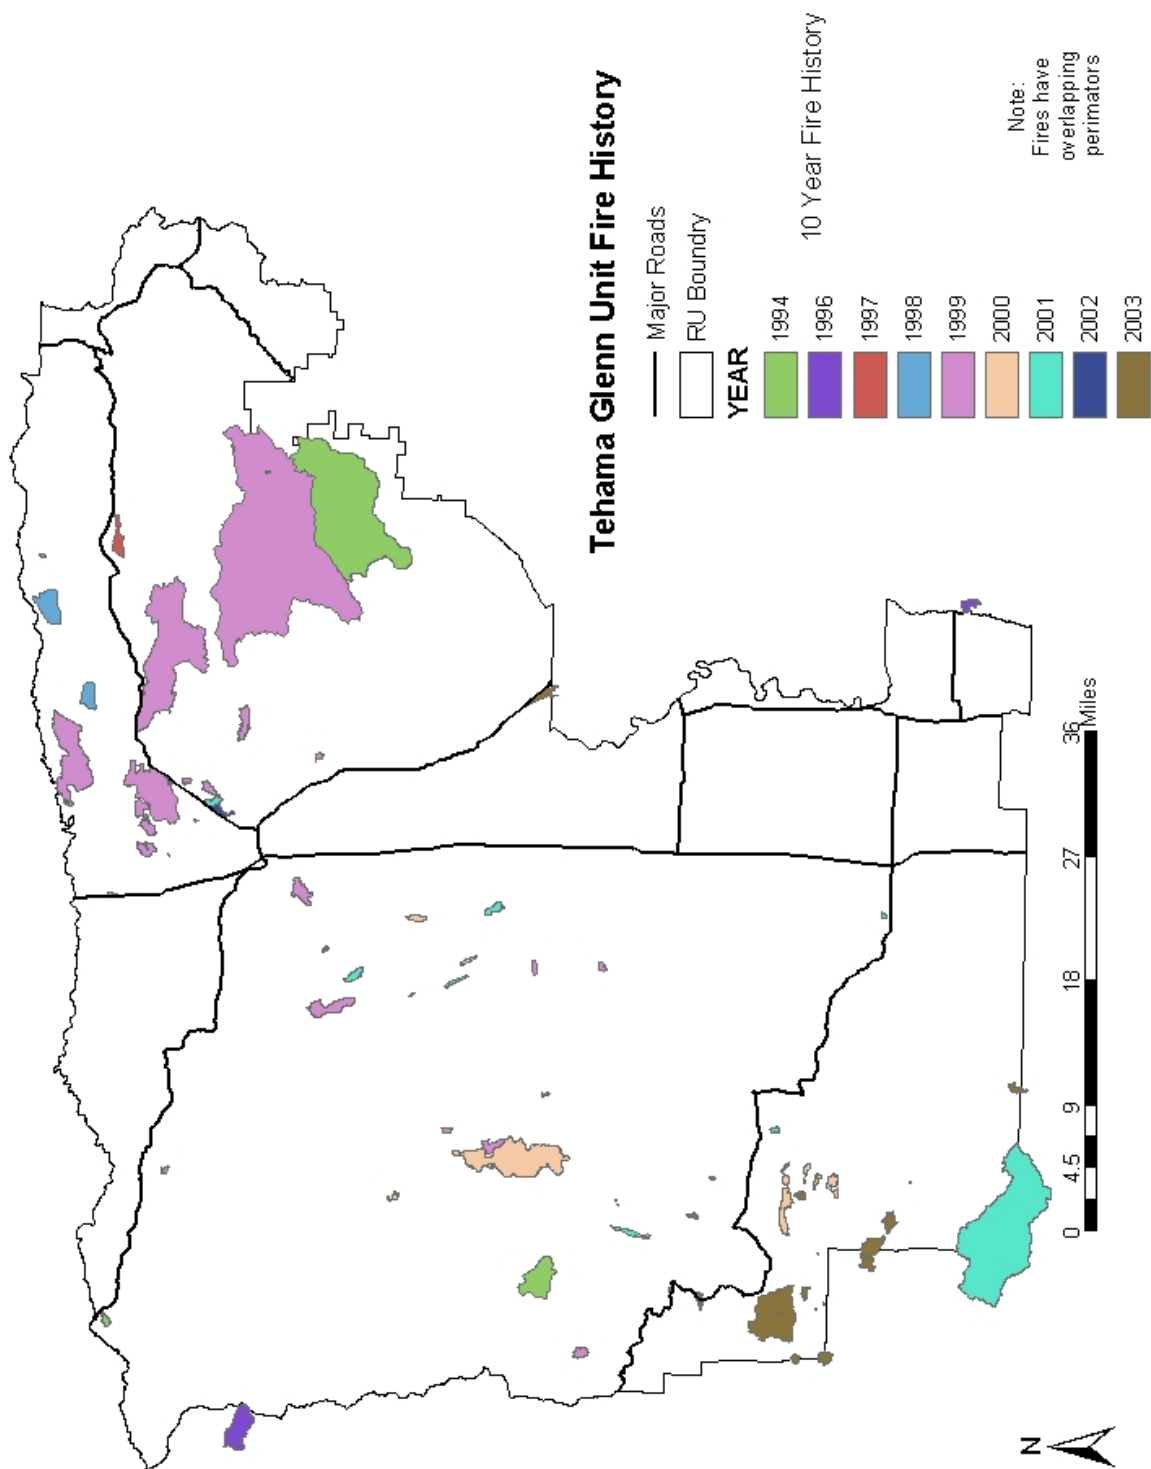 Tehama Glenn Unit Fire History
Major Roads
RU Boundry
YEAR
10 Year Fire History
1994
1996
1997
1998
1999
2000
2001
2002
2003
Note:
Fires have
overlapping
perimators
0 4.5 9 18 27 36
Miles
N